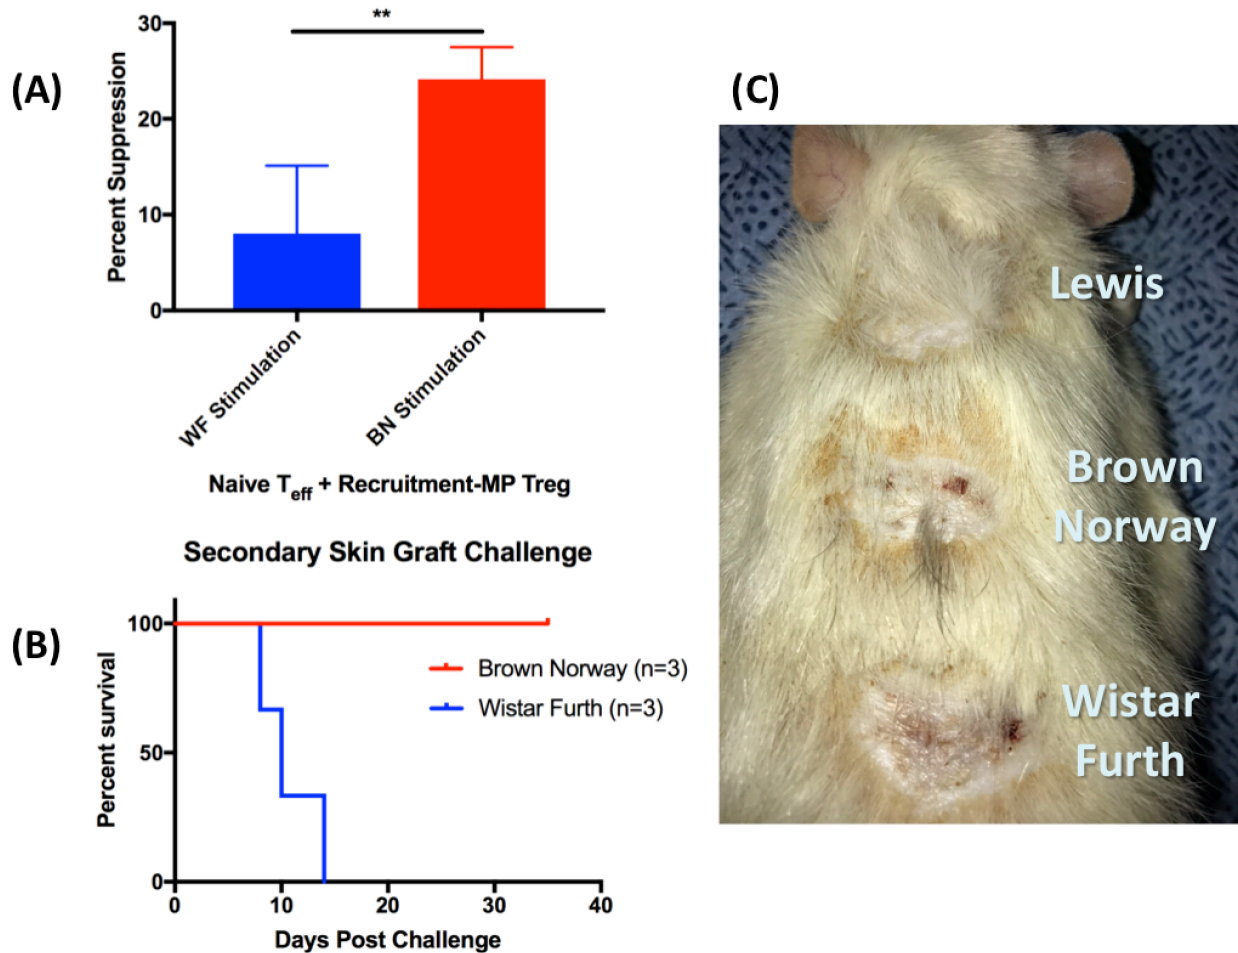 (A)
30
20
10
0
Percent Suppression
**
WF Stimulation
BN Stimulation
Naive Teff + Recruitment-MP Treg
Secondary Skin Graft Challenge
(B)
100
50
0
Percent survival
Brown Norway (n=3)
Wistar Furth (n=3)
0 10 20 30 40
Days Post Challenge
(C)
Lewis
Brown
Norway
Wistar
Furth